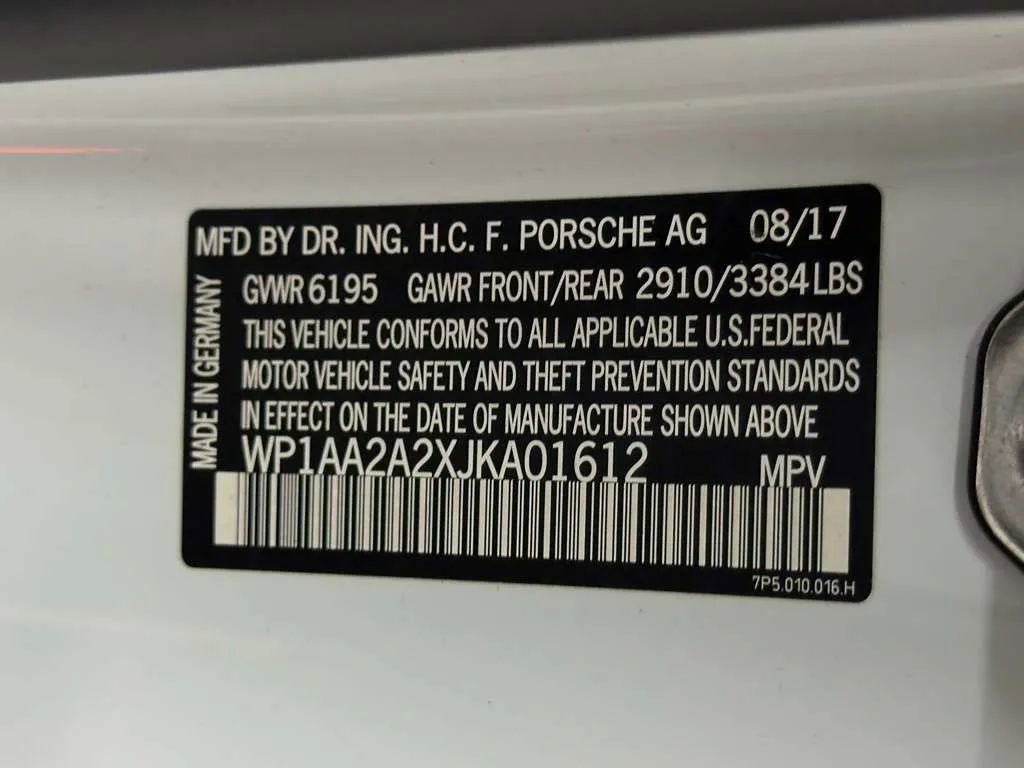 MFD BY DR. ING. H.C. F. PORSCHE AG 08/17
GVWR 6195 GAWR FRONT/REAR 2910/3384 LBS
THIS VEHICLE CONFORMS TO ALL APPLICABLE U.S.FEDERAL
MOTOR VEHICLE SAFETY AND THEFT PREVENTION STANDARDS
IN EFFECT ON THE DATE OF MANUFACTURE SHOWN ABOVE
WP1AA2A2XJKA01612 MPV
7P5.010.016.H
MADE IN GERMANY